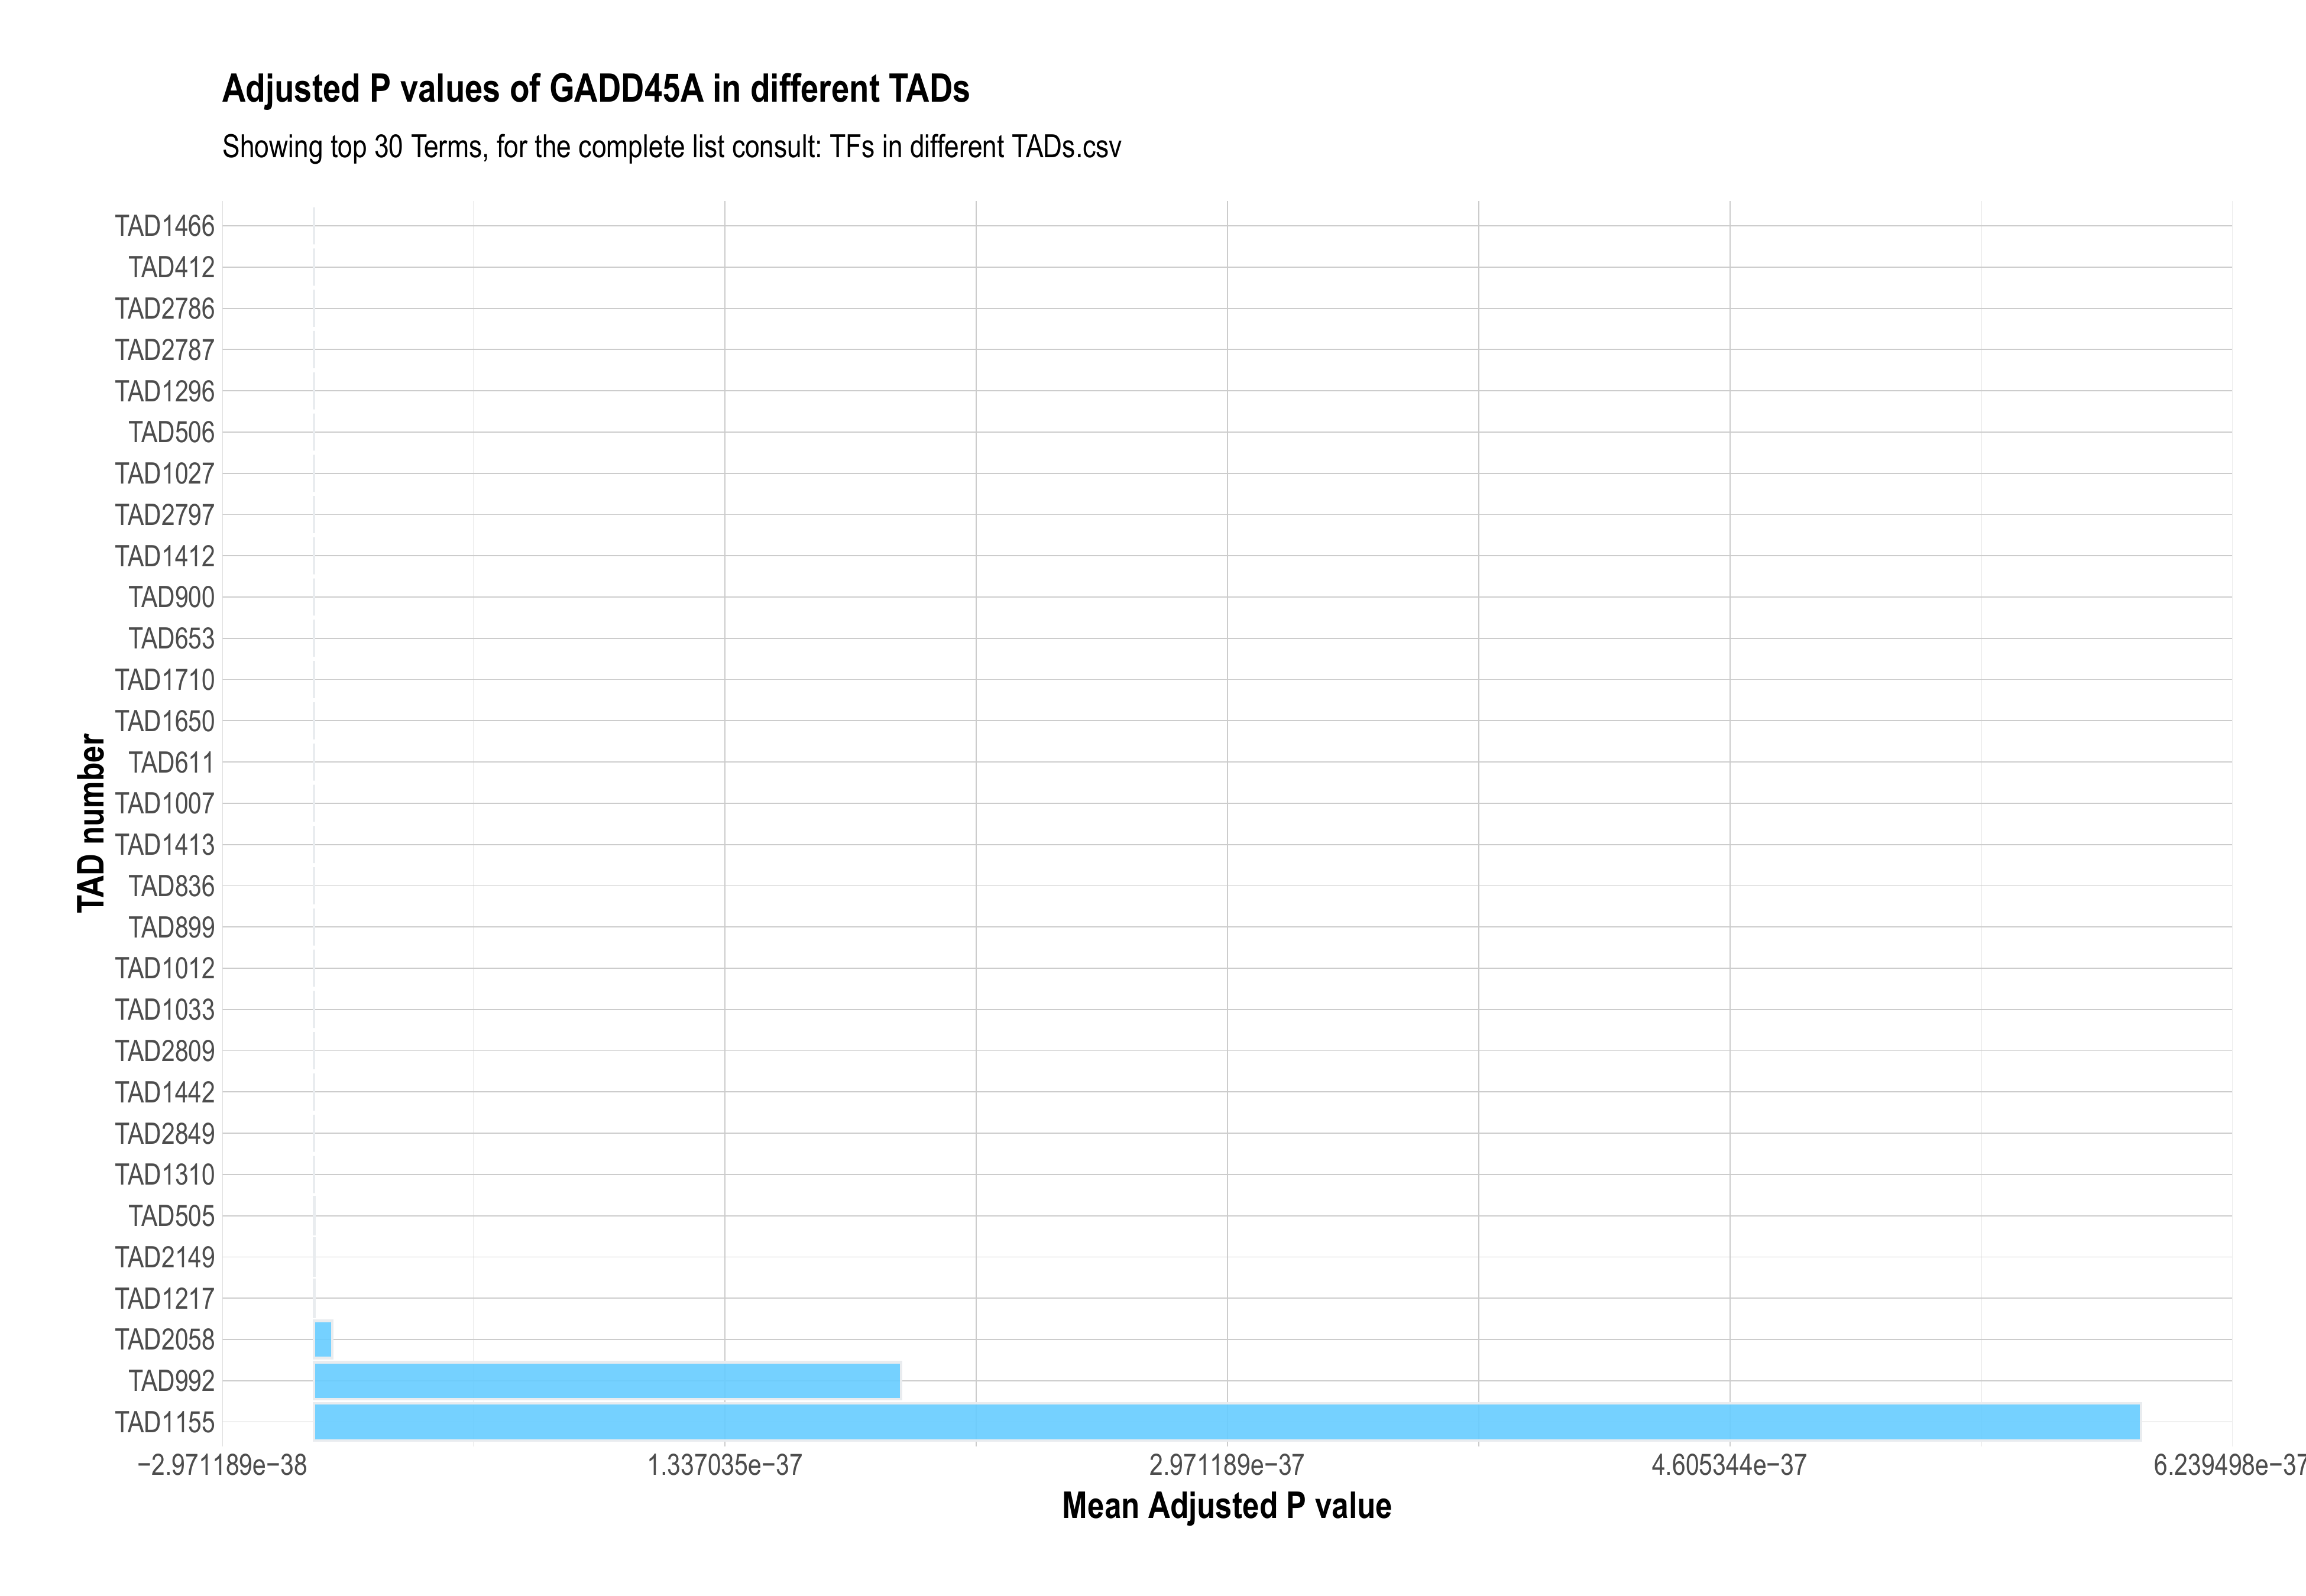 Adjusted P values of GADD45A in different TADs
Showing top 30 Terms, for the complete list consult: TFs in different TADs.csv
TAD number
TAD1466
TAD412
TAD2786
TAD2787
TAD1296
TAD506
TAD1027
TAD2797
TAD1412
TAD900
TAD653
TAD1710
TAD1650
TAD611
TAD1007
TAD1413
TAD836
TAD899
TAD1012
TAD1033
TAD2809
TAD1442
TAD2849
TAD1310
TAD505
TAD2149
TAD1217
TAD2058
TAD992
TAD1155
−2.971189e−38 1.337035e−37 2.971189e−37 4.605344e−37 6.239498e−37
Mean Adjusted P value